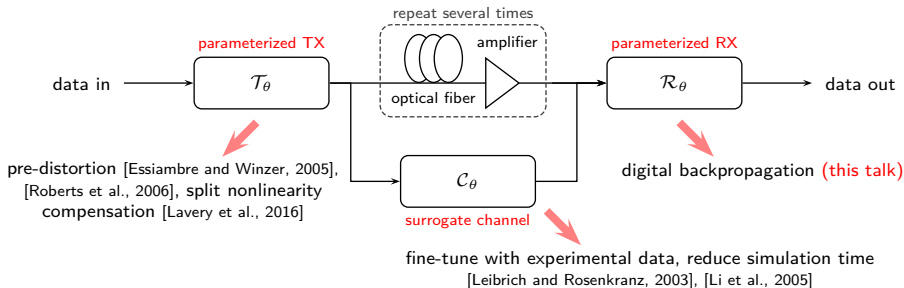 repeat several times
parameterized TX
amplifier
parameterized RX
data in
𝒯θ
optical fiber
ℛθ
data out
pre-distortion [Essiambre and Winzer, 2005],
[Roberts et al., 2006], split nonlinearity
compensation [Lavery et al., 2016]
𝒞θ
surrogate channel
digital backpropagation (this talk)
fine-tune with experimental data, reduce simulation time
[Leibrich and Rosenkranz, 2003], [Li et al., 2005]